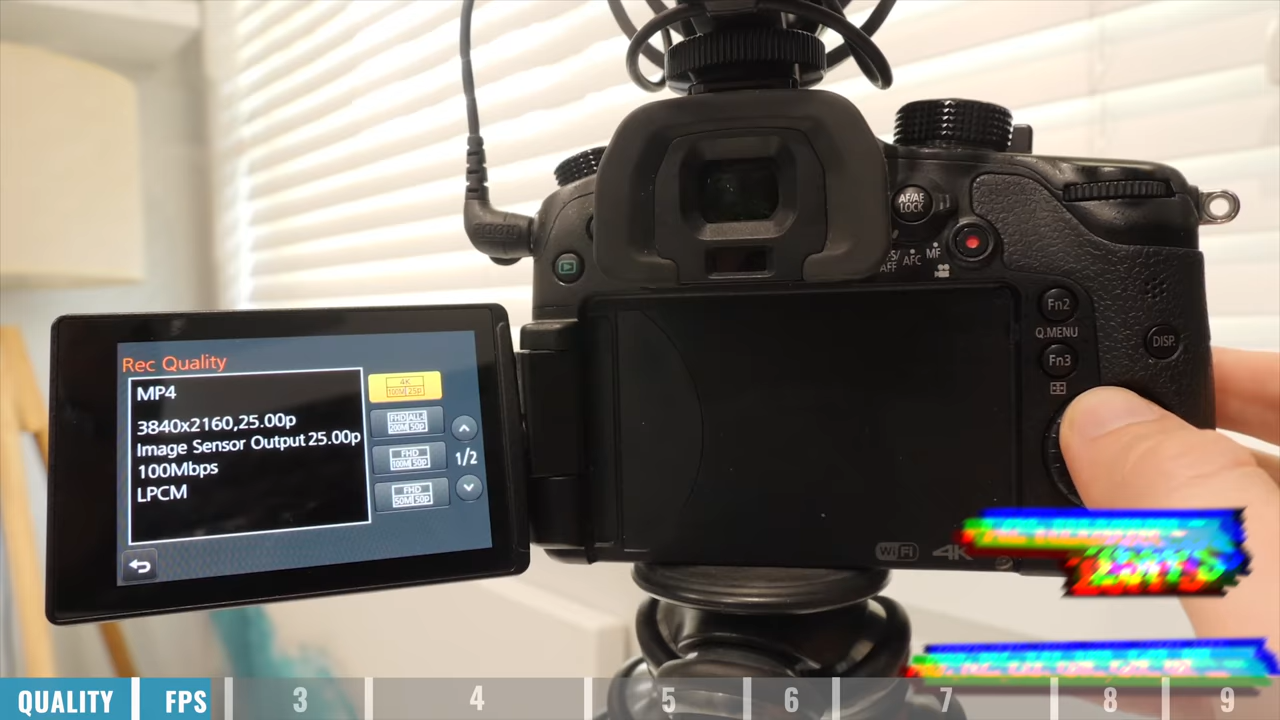 AF/AE
LOCK
AFC
MF
Fn2
Q.MENU
Fn3
DISP.
Rec Quality
MP4
3840x2160,25.00p
Image Sensor Output 25.00p
100Mbps
LPCM
4K
100M 25p
FHD ALL-I
200M 50p
FHD
100M 50p
FHD
50M 50p
1/2
WiFi 4K
QUALITY FPS 3 4 5 6 7 8 9